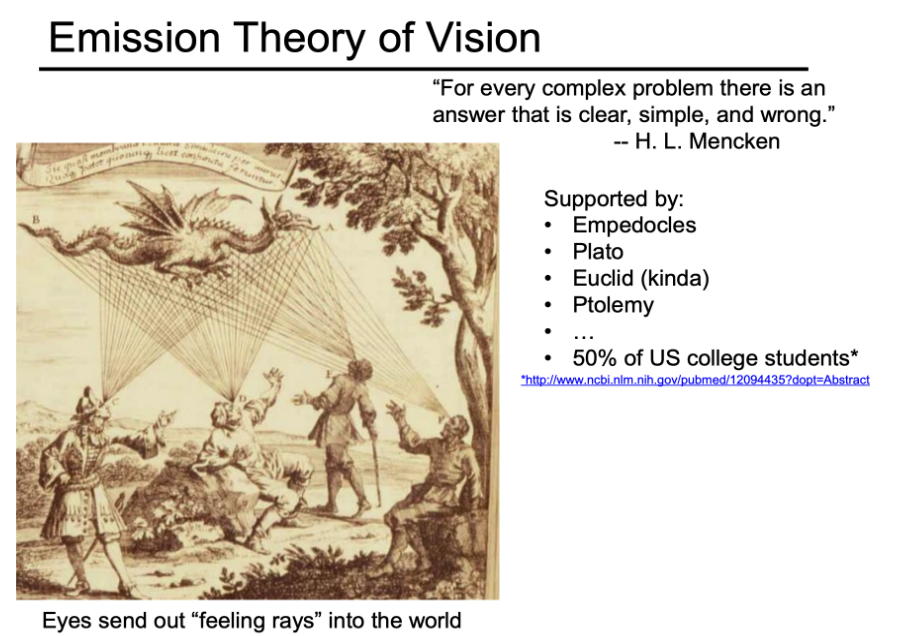 Emission Theory of Vision
“For every complex problem there is an
answer that is clear, simple, and wrong.”
-- H. L. Mencken
Supported by:
• Empedocles
• Plato
• Euclid (kinda)
• Ptolemy
• …
• 50% of US college students*
*http://www.ncbi.nlm.nih.gov/pubmed/12094435?dopt=Abstract
B
A
C
D
Eyes send out “feeling rays” into the world